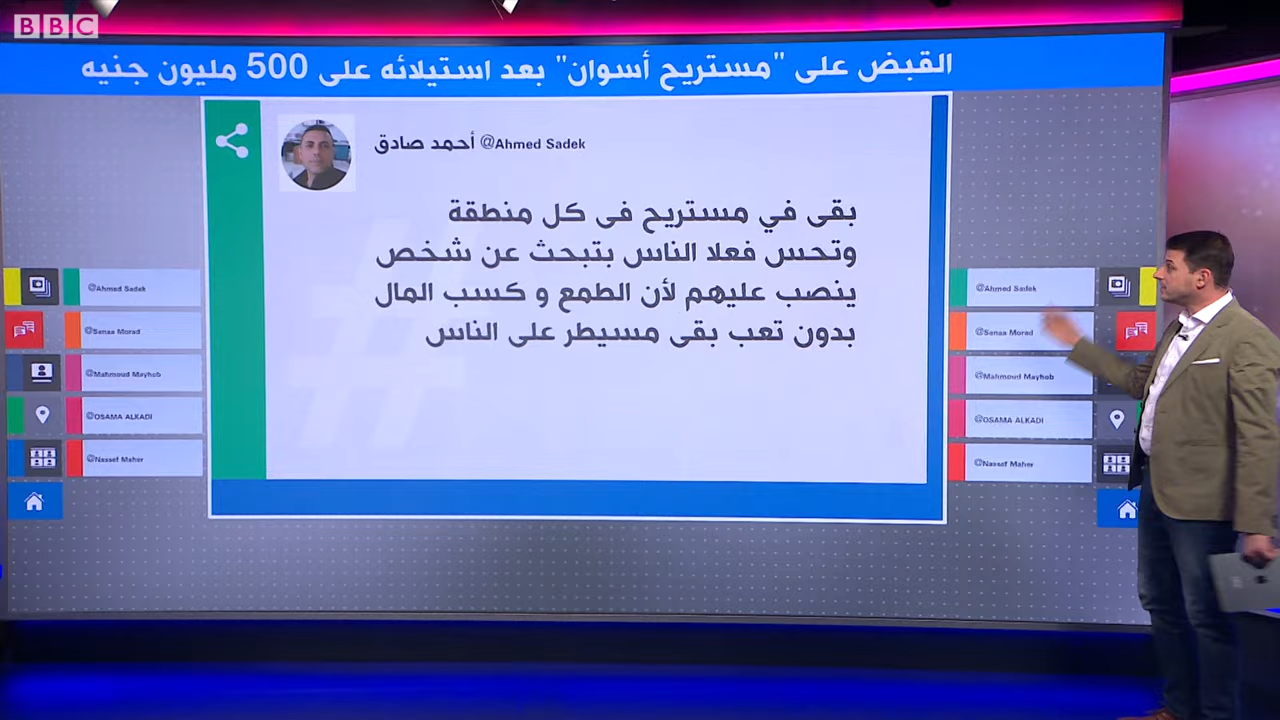 BBC
القبض على "مستريح أسوان" بعد استيلائه على 500 مليون جنيه
أحمد صادق @Ahmed Sadek
بقى في مستريح فى كل منطقة
وتحس فعلا الناس بتبحث عن شخص
ينصب عليهم لأن الطمع و كسب المال
بدون تعب بقى مسيطر على الناس
@Ahmed Sadek
@Sanaa Morad
@Mahmoud Mayhob
@OSAMA ALKADI
@Nassef Maher
@Ahmed Sadek
@Sanaa Morad
@Mahmoud Mayhob
@OSAMA ALKADI
@Nassef Maher